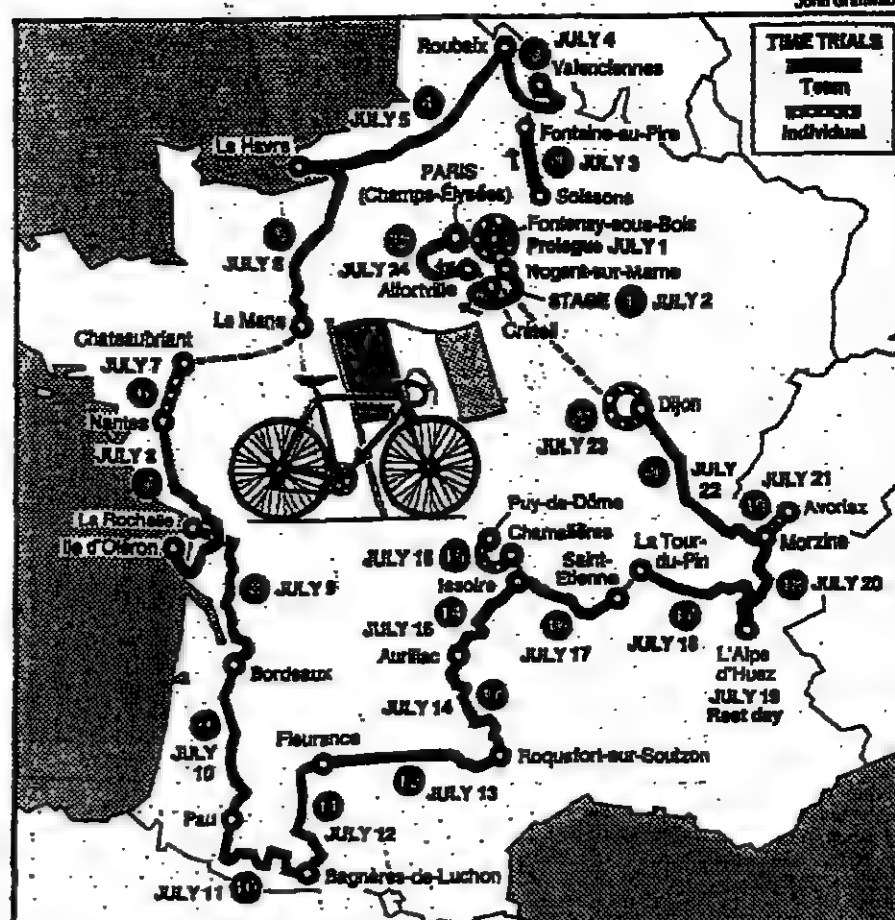 TIME TRIALS
Team
Individual
Roubaix
JULY 4
Valenciennes
JULY 5
Le Havre
Fontaine-au-Pire
JULY 3
Soissons
PARIS
(Champs-Élysées)
Fontenay-sous-Bois
Prologue JULY 1
Nogent-sur-Marne
JULY 6
JULY 24
Alfortville
STAGE 1 JULY 2
Créteil
Le Mans
Chateaubriant
JULY 7
Nantes
JULY 8
Dijon
JULY 23
JULY
22
JULY 21
Avoriaz
Morzine
La Rochelle
Ile d'Oléron
Puy-de-Dôme
Chamalières
JULY 16
Issoire
Saint-
Etienne
La Tour-
du-Pin
JULY 20
JULY 9
JULY 15
JULY 17
JULY 18
Aurillac
L'Alpe
d'Huez
JULY 19
Rest day
Bordeaux
JULY 14
JULY
10
Fleurance
Roquefort-sur-Soulzon
JULY 13
Pau
JULY 12
Bagnères-de-Luchon
JULY 11